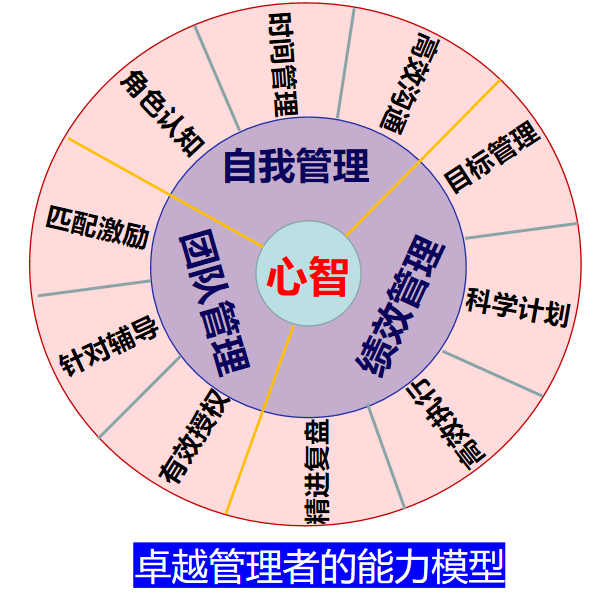 时间管理
高效沟通
角色认知
目标管理
自我管理
匹配激励
团队管理
心智
绩效管理
科学计划
针对辅导
高效执行
有效授权
精进复盘
卓越管理者的能力模型